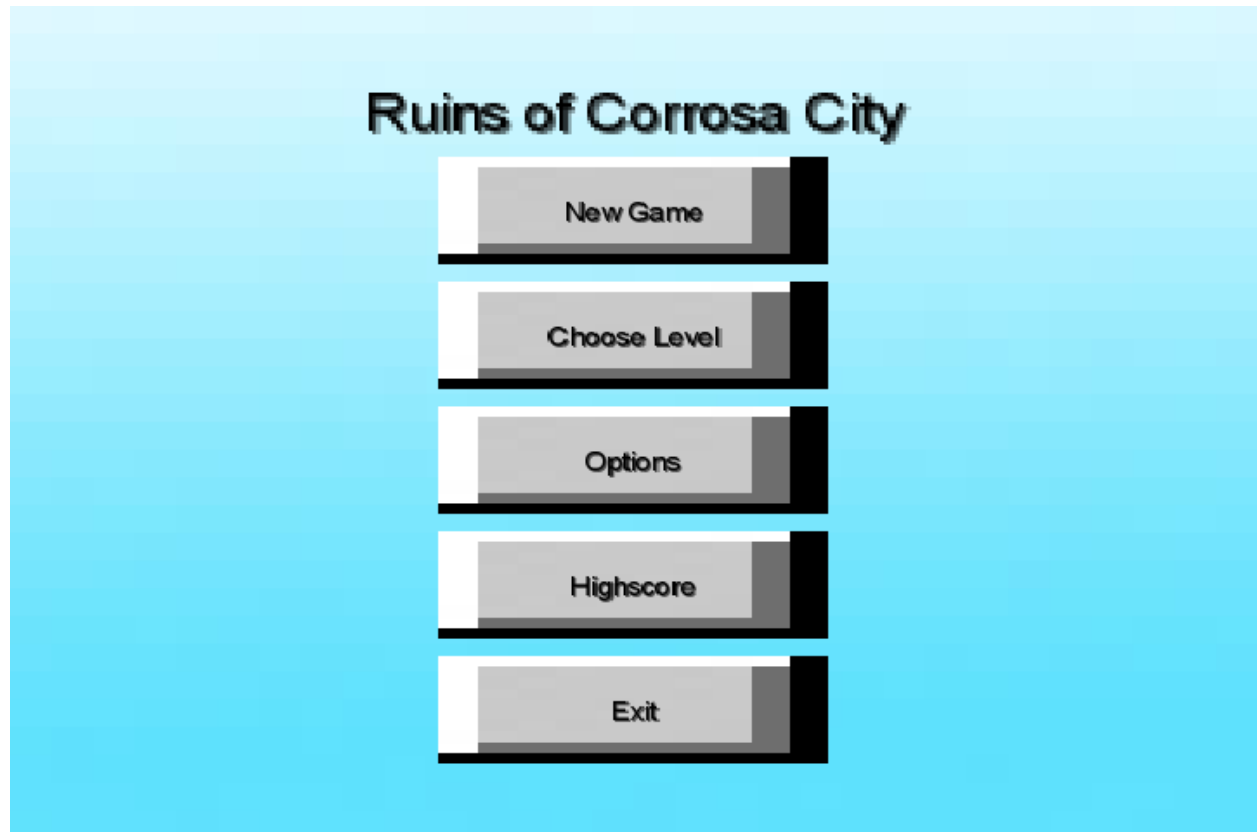 Ruins of Corrosa City
New Game
Choose Level
Options
Highscore
Exit